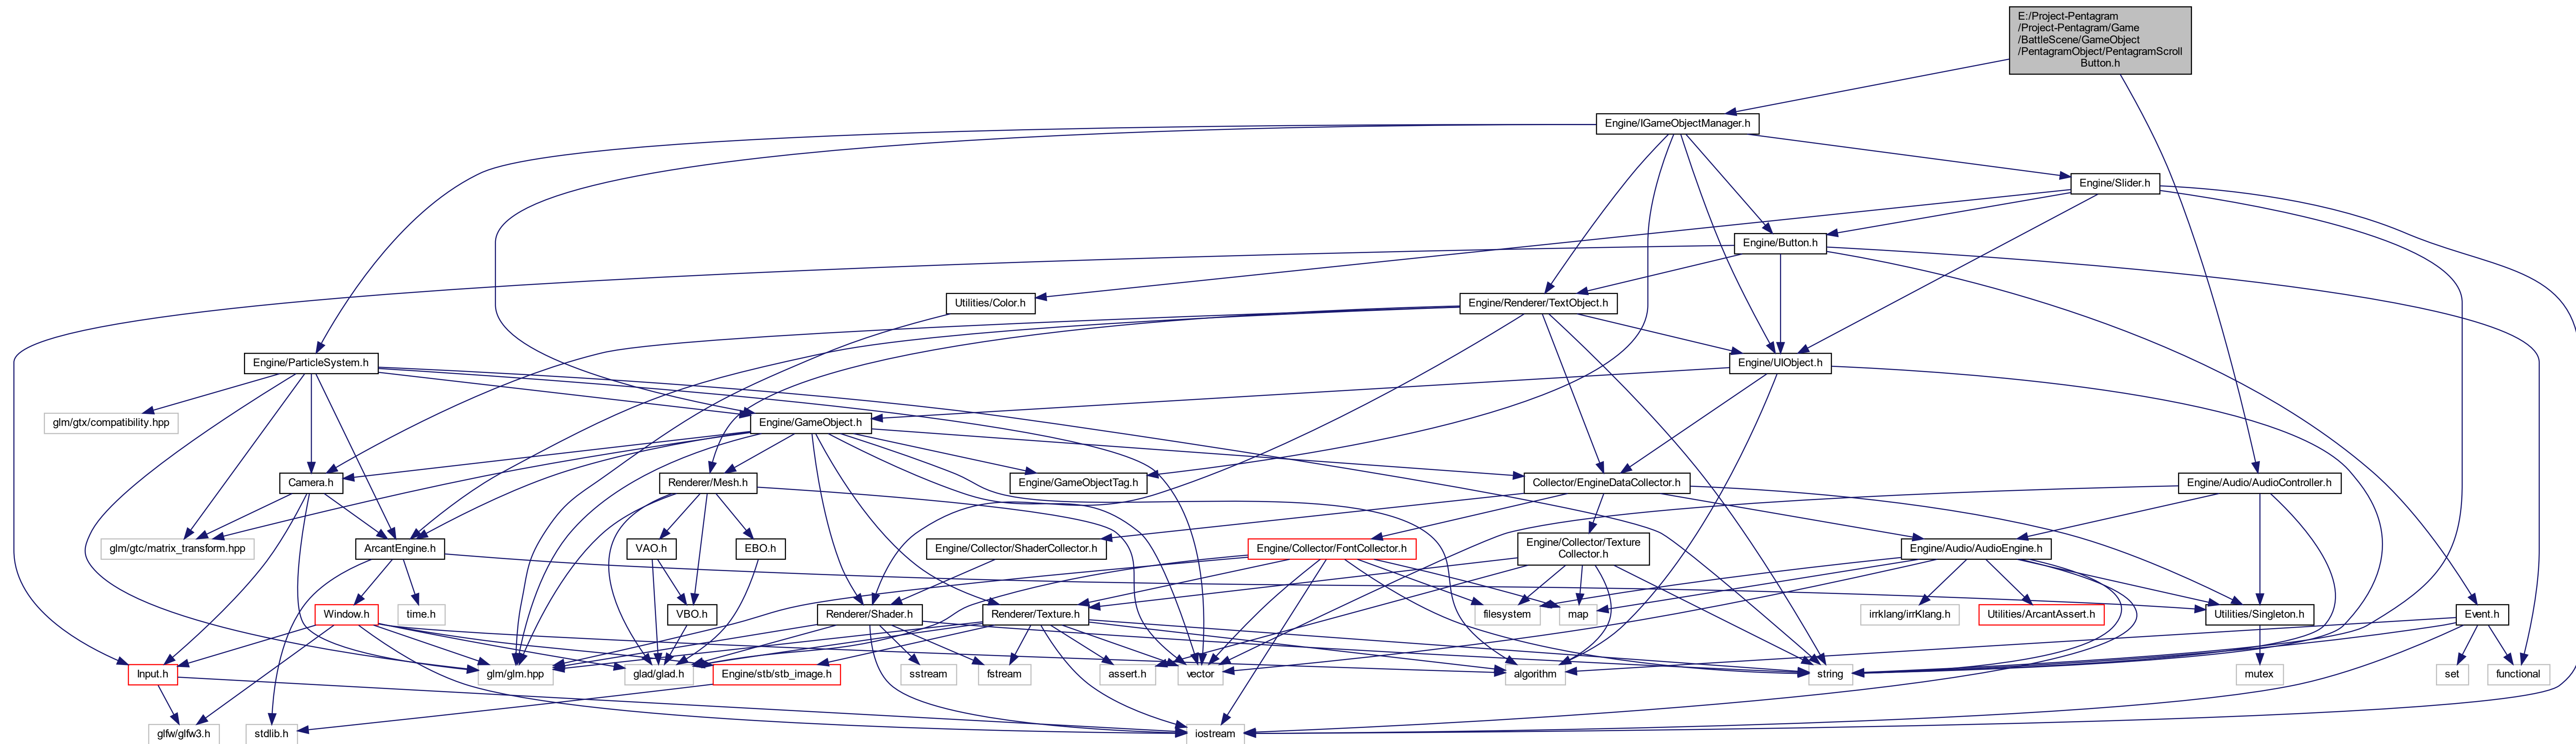 E:/Project-Pentagram
/Project-Pentagram/Game
/BattleScene/GameObject
/PentagramObject/PentagramScroll
Button.h
Engine/IGameObjectManager.h
Engine/Slider.h
Engine/Button.h
Utilities/Color.h
Engine/Renderer/TextObject.h
Engine/ParticleSystem.h
Engine/UIObject.h
glm/gtx/compatibility.hpp
Engine/GameObject.h
Camera.h
Renderer/Mesh.h
Engine/GameObjectTag.h
Collector/EngineDataCollector.h
Engine/Audio/AudioController.h
glm/gtc/matrix_transform.hpp
ArcantEngine.h
VAO.h
EBO.h
Engine/Collector/ShaderCollector.h
Engine/Collector/FontCollector.h
Engine/Collector/Texture
Collector.h
Engine/Audio/AudioEngine.h
Window.h
time.h
VBO.h
Renderer/Shader.h
Renderer/Texture.h
filesystem
map
irrklang/irrKlang.h
Utilities/ArcantAssert.h
Utilities/Singleton.h
Event.h
Input.h
glm/glm.hpp
glad/glad.h
Engine/stb/stb_image.h
sstream
fstream
assert.h
vector
algorithm
string
mutex
set
functional
glfw/glfw3.h
stdlib.h
iostream